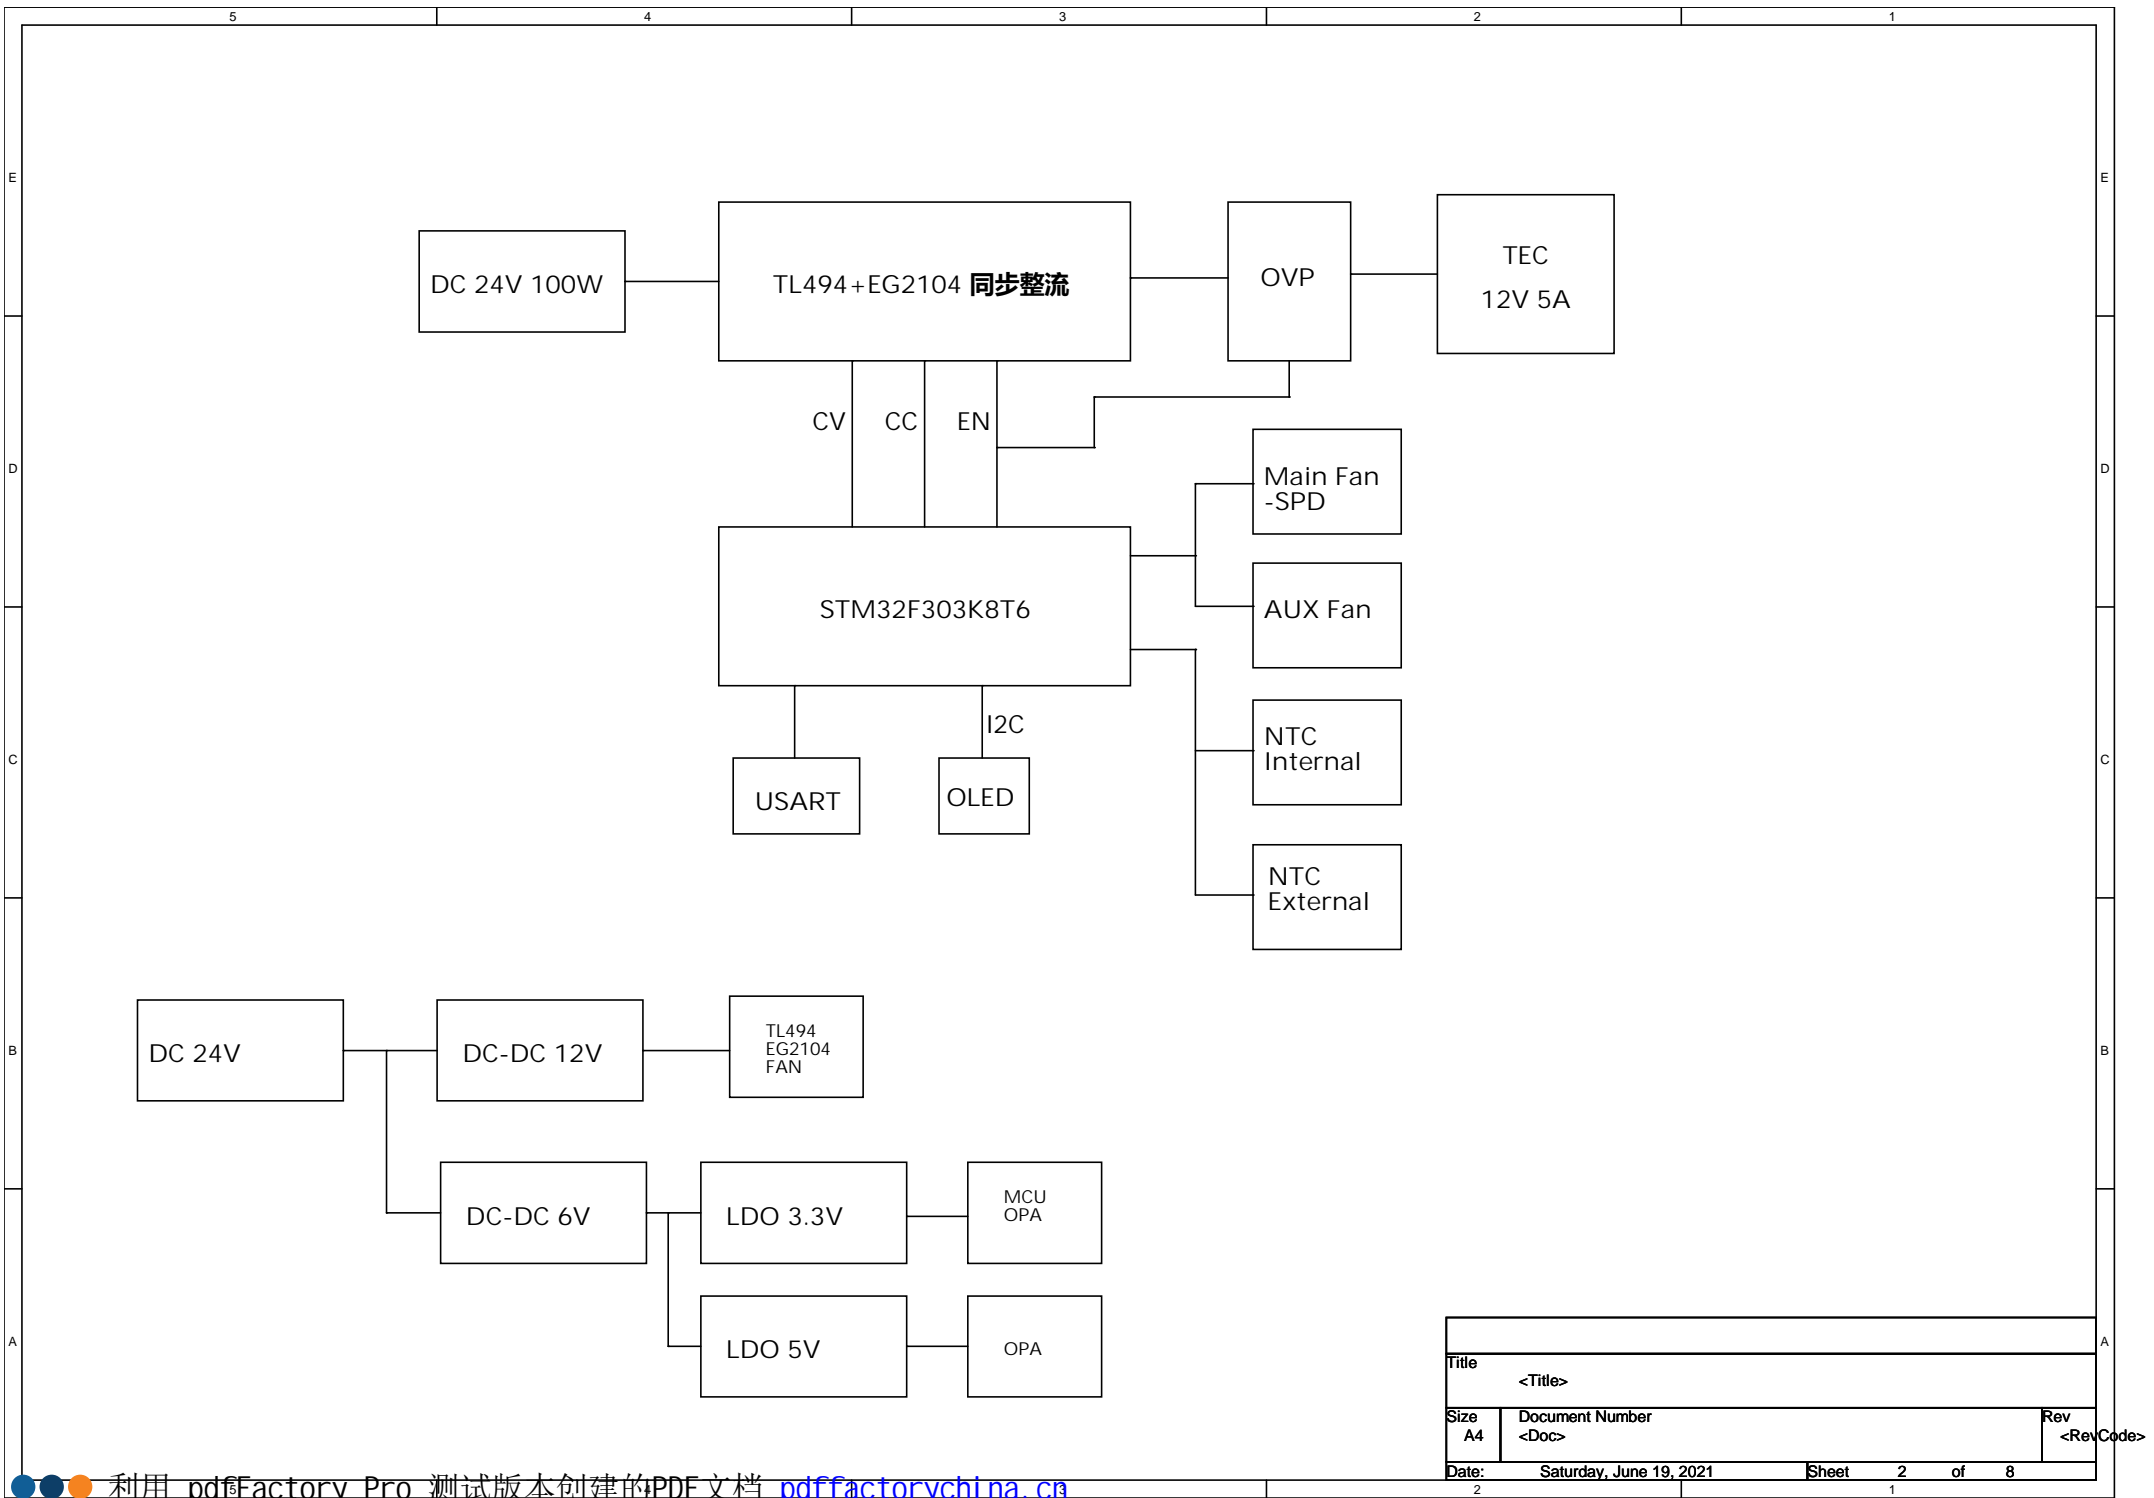 5 4 3 2 1
E E
DC 24V 100W
TL494+EG2104 同步整流
OVP
TEC
12V 5A
CV CC EN
D D
Main Fan
-SPD
STM32F303K8T6
AUX Fan
I2C
NTC
Internal
C C
USART
OLED
NTC
External
DC 24V
DC-DC 12V
TL494
EG2104
FAN
B B
DC-DC 6V
LDO 3.3V
MCU
OPA
LDO 5V
OPA
A A
Title
<Title>
Size
A4
Document Number
<Doc>
Rev
<RevCode>
Date: Saturday, June 19, 2021 Sheet 2 of 8
利用 pdfFactory Pro 测试版本创建的PDF文档 pdffactorychina.cn
5 4 3 2 1